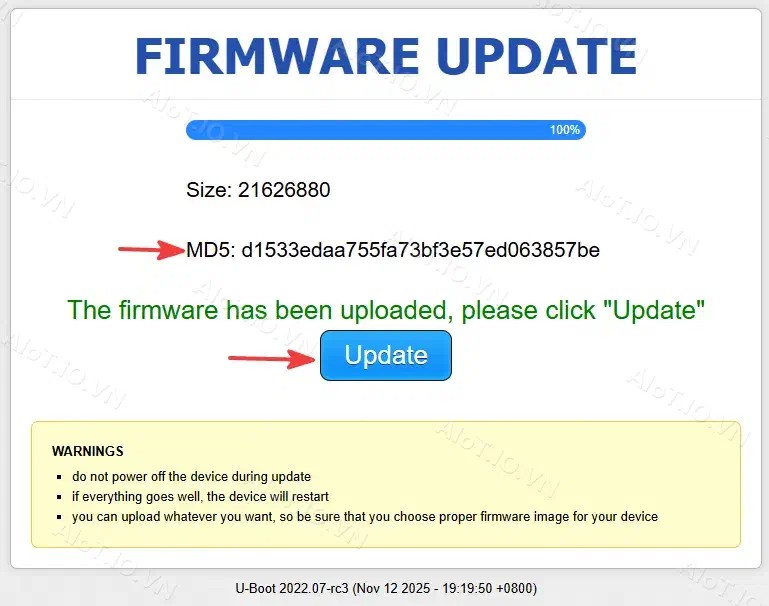 FIRMWARE UPDATE
100%
Size: 21626880
MD5: d1533edaa755fa73bf3e57ed063857be
The firmware has been uploaded, please click "Update"
Update
WARNINGS
do not power off the device during update
if everything goes well, the device will restart
you can upload whatever you want, so be sure that you choose proper firmware image for your device
U-Boot 2022.07-rc3 (Nov 12 2025 - 19:19:50 +0800)
AIoT.IO.VN